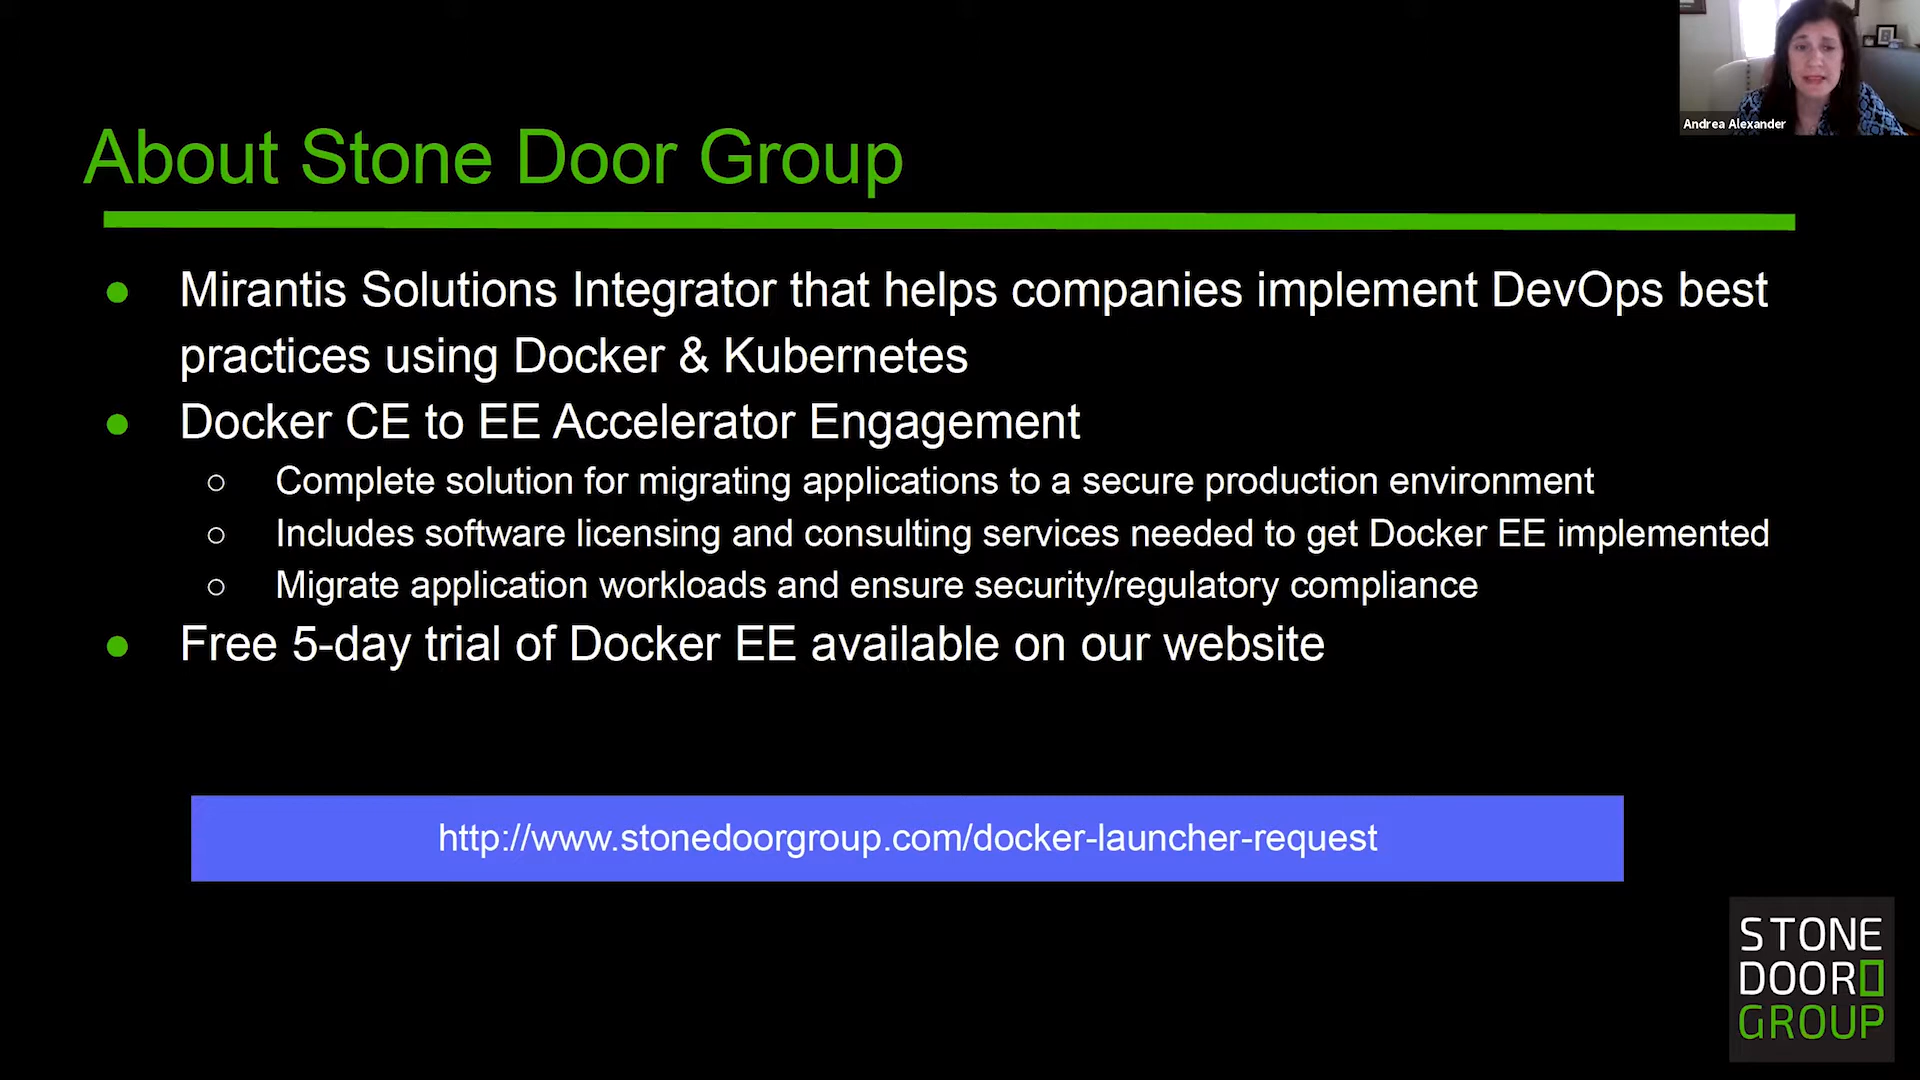 Andrea Alexander
About Stone Door Group
● Mirantis Solutions Integrator that helps companies implement DevOps best
practices using Docker & Kubernetes
● Docker CE to EE Accelerator Engagement
○ Complete solution for migrating applications to a secure production environment
○ Includes software licensing and consulting services needed to get Docker EE implemented
○ Migrate application workloads and ensure security/regulatory compliance
● Free 5-day trial of Docker EE available on our website
http://www.stonedoorgroup.com/docker-launcher-request
STONE
DOOR
GROUP